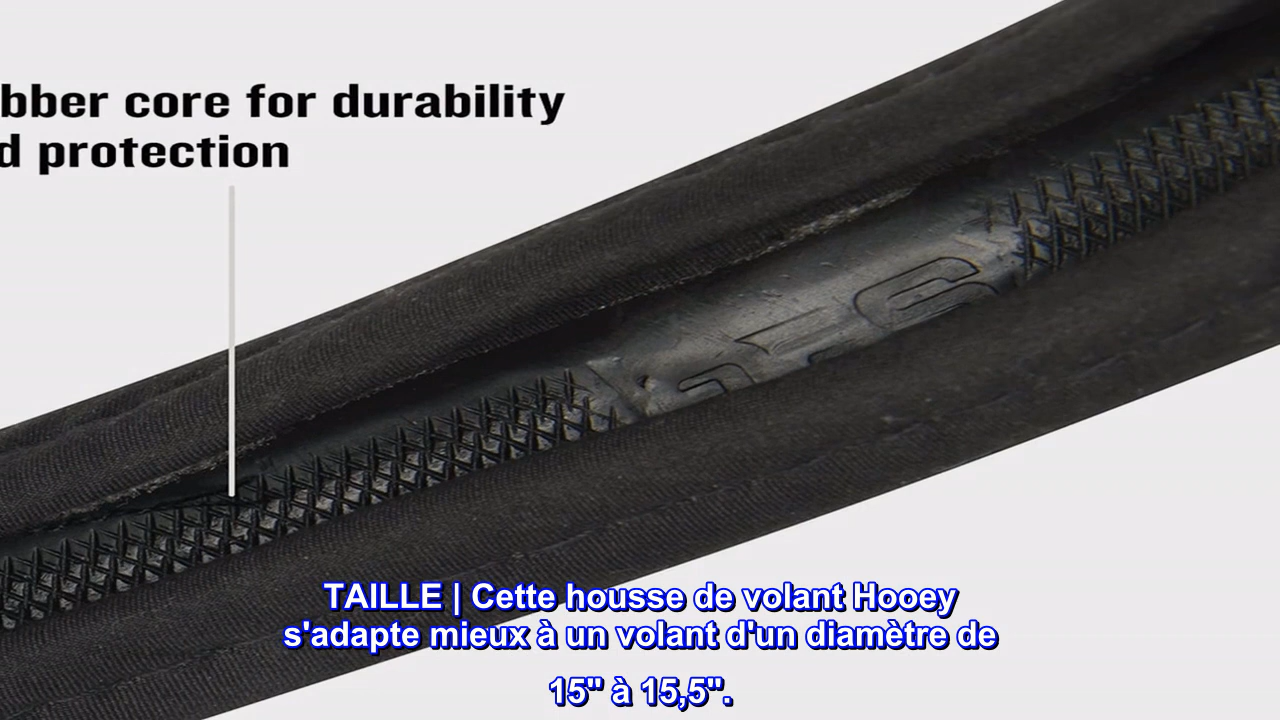 bber core for durability
d protection
TAILLE | Cette housse de volant Hooey
s'adapte mieux à un volant d'un diamètre de
15" à 15,5".